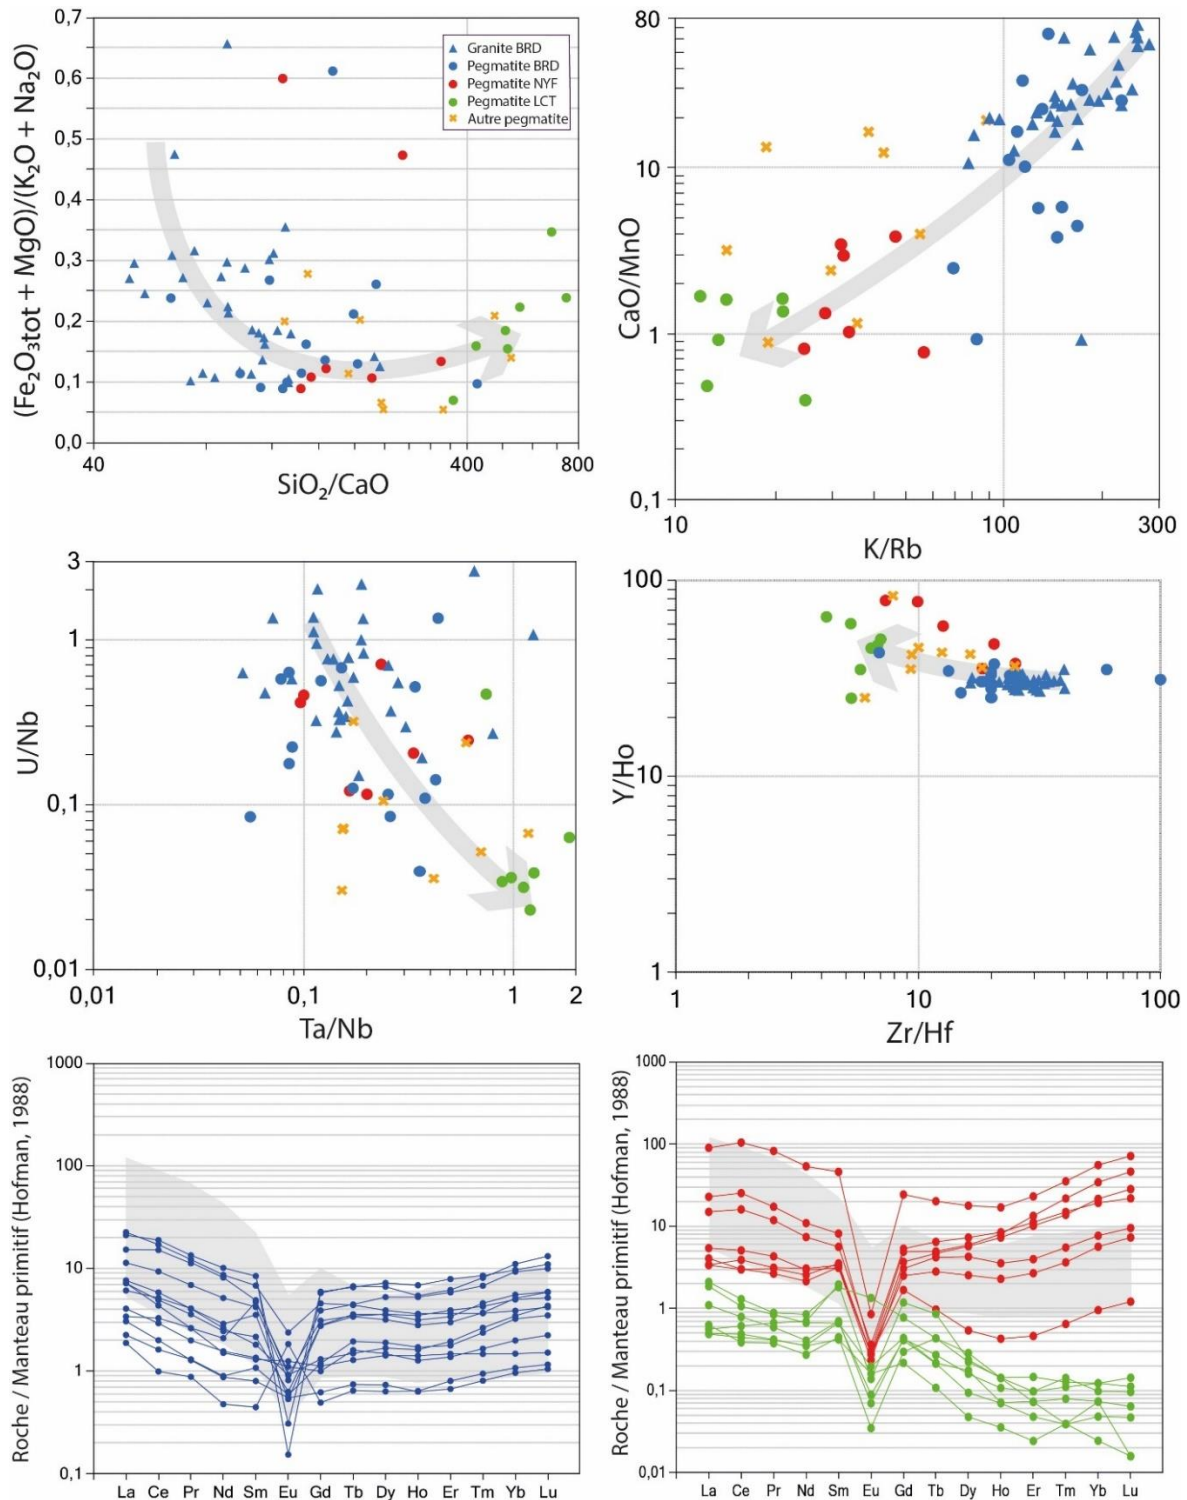 (Fe₂O₃tot + MgO)/(K₂O + Na₂O)
0,7
0,6
0,5
0,4
0,3
0,2
0,1
0,0
40
400
800
SiO₂/CaO
Granite BRD
Pegmatite BRD
Pegmatite NYF
Pegmatite LCT
Autre pegmatite
CaO/MnO
80
10
1
0,1
10
100
300
K/Rb
U/Nb
3
1
0,1
0,01
0,01
0,1
1
2
Ta/Nb
Y/Ho
100
10
1
1
10
100
Zr/Hf
Roche / Manteau primitif (Hofman, 1988)
1000
100
10
1
0,1
La Ce Pr Nd Sm Eu Gd Tb Dy Ho Er Tm Yb Lu
Roche / Manteau primitif (Hofman, 1988)
1000
100
10
1
0,1
0,01
La Ce Pr Nd Sm Eu Gd Tb Dy Ho Er Tm Yb Lu